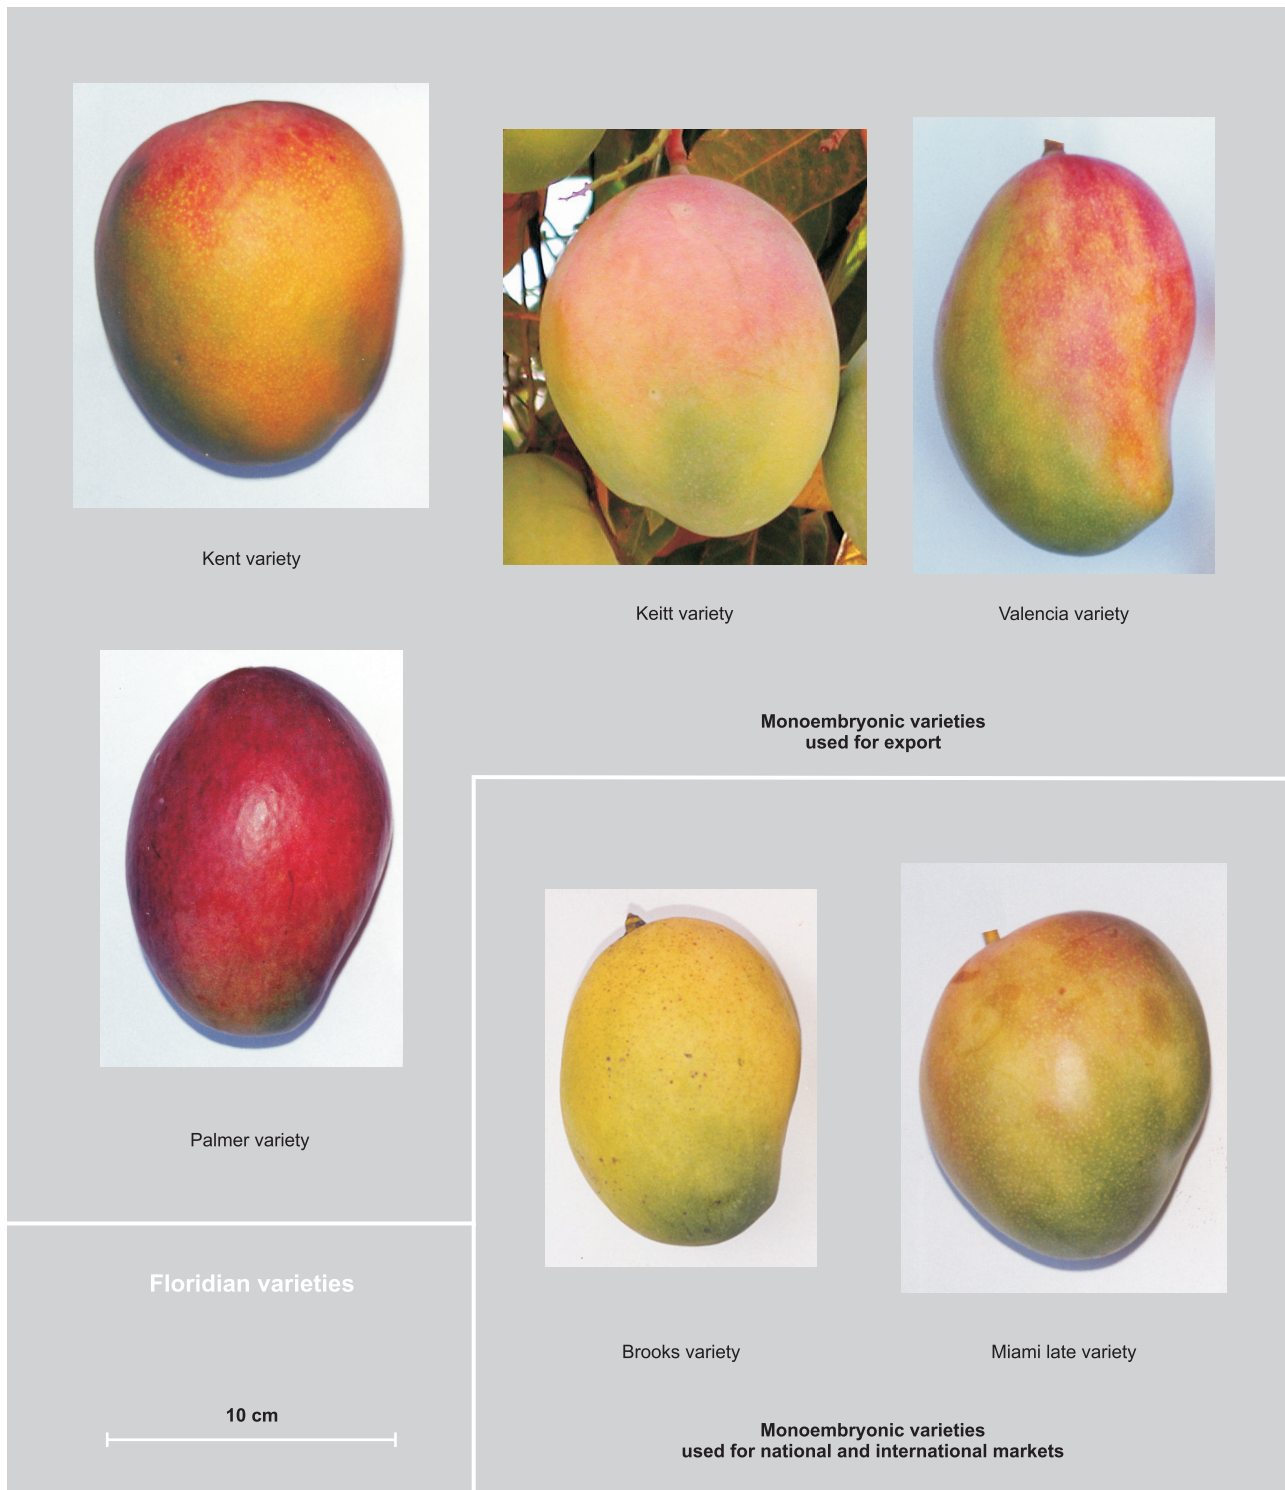 Kent variety
Keitt variety
Valencia variety
Monoembryonic varieties
used for export
Palmer variety
Brooks variety
Miami late variety
Monoembryonic varieties
used for national and international markets
Floridian varieties
10 cm